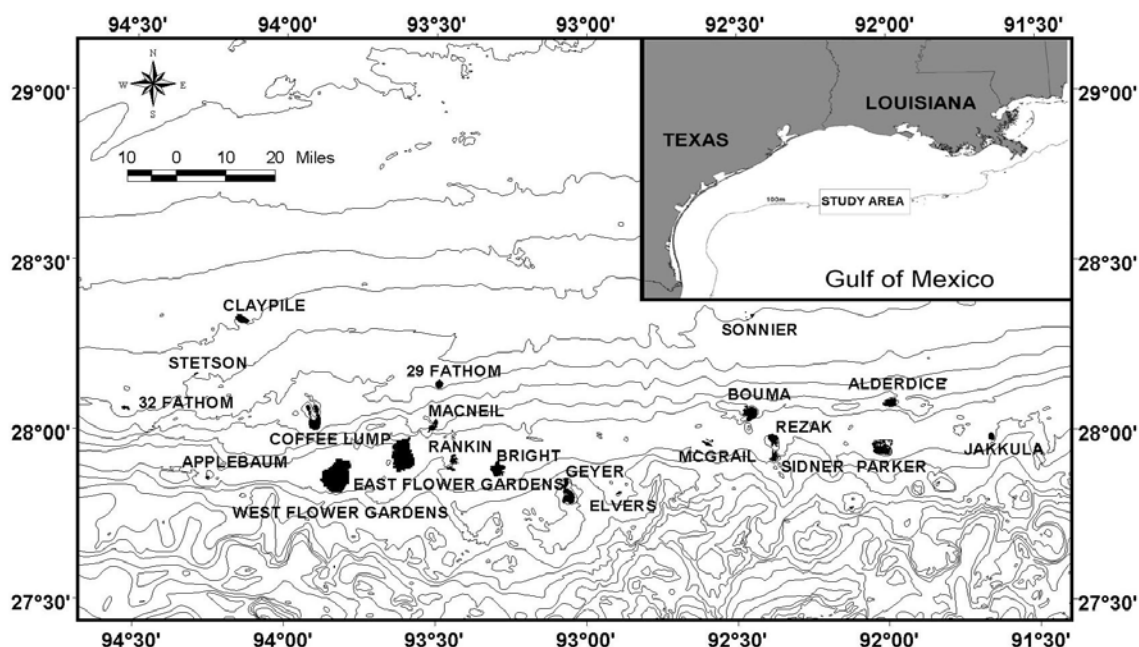 94°30' 94°00' 93°30' 93°00' 92°30' 92°00' 91°30'
N
W E
S
29°00' 29°00'
10 0 10 20 Miles
LOUISIANA
TEXAS
100m
STUDY AREA
Gulf of Mexico
28°30' 28°30'
CLAYPILE
SONNIER
STETSON
29 FATHOM
32 FATHOM
MACNEIL
BOUMA
ALDERDICE
REZAK
28°00' 28°00'
COFFEE LUMP
RANKIN
BRIGHT
MCGRAIL
SIDNER
PARKER
JAKKULA
APPLEBAUM
GEYER
EAST FLOWER GARDENS
ELVERS
WEST FLOWER GARDENS
27°30' 27°30'
94°30' 94°00' 93°30' 93°00' 92°30' 92°00' 91°30'